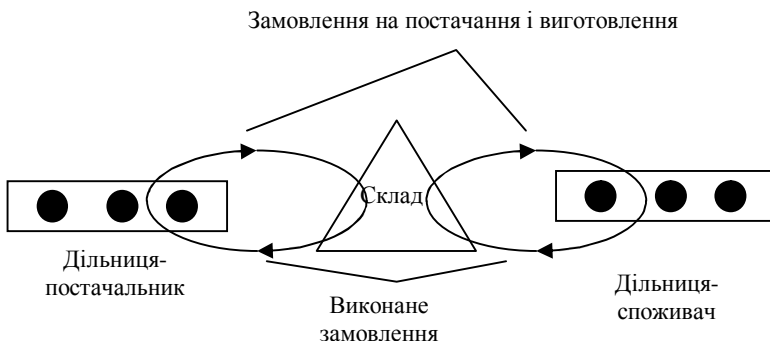 Замовлення на постачання і виготовлення
Склад
Дільниця-
постачальник
Виконане
замовлення
Дільниця-
споживач